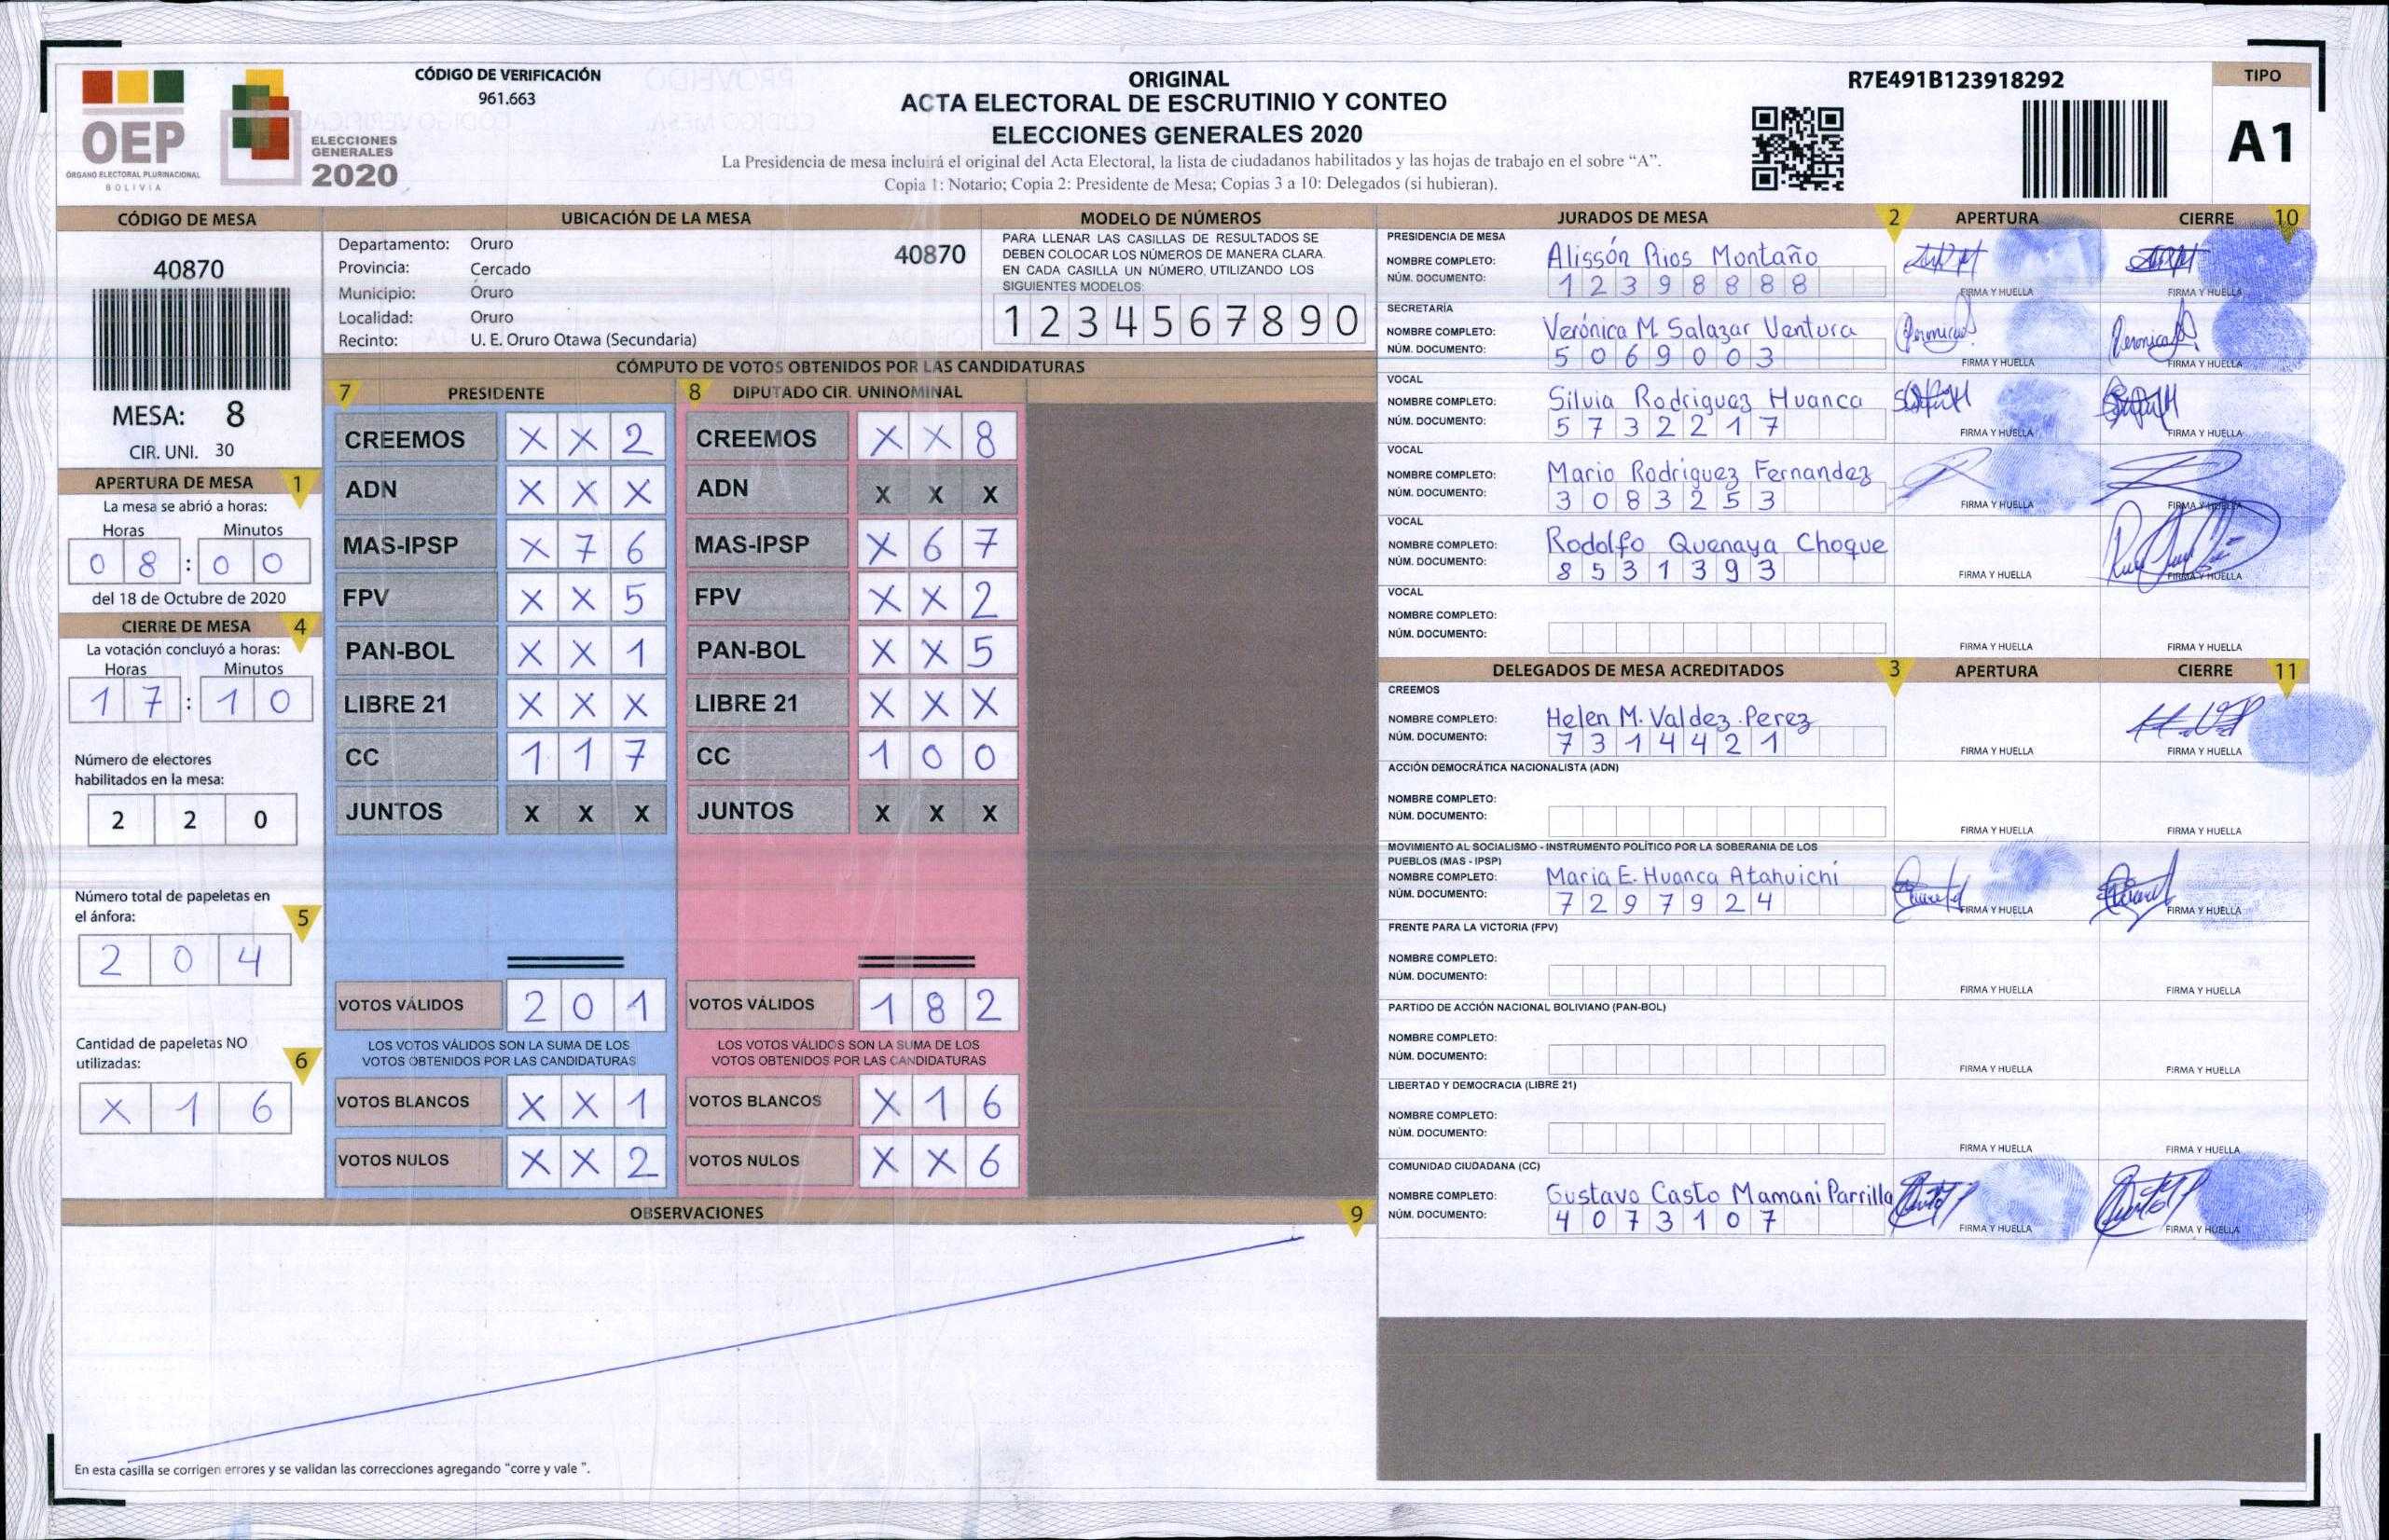 OEP
ÓRGANO ELECTORAL PLURINACIONAL
BOLIVIA
ELECCIONES
GENERALES
2020
CÓDIGO DE VERIFICACIÓN
961.663
ORIGINAL
ACTA ELECTORAL DE ESCRUTINIO Y CONTEO
ELECCIONES GENERALES 2020
La Presidencia de mesa incluirá el original del Acta Electoral, la lista de ciudadanos habilitados y las hojas de trabajo en el sobre “A”.
Copia 1: Notario; Copia 2: Presidente de Mesa; Copias 3 a 10: Delegados (si hubieran).
R7E491B123918292
TIPO
A1
CÓDIGO DE MESA
40870
MESA: 8
CIR. UNI. 30
APERTURA DE MESA 1
La mesa se abrió a horas:
Horas Minutos
0 8 : 0 0
del 18 de Octubre de 2020
CIERRE DE MESA 4
La votación concluyó a horas:
Horas Minutos
1 7 : 1 0
Número de electores
habilitados en la mesa:
2 2 0
Número total de papeletas en
el ánfora: 5
2 0 4
Cantidad de papeletas NO
utilizadas: 6
X 1 6
UBICACIÓN DE LA MESA
Departamento: Oruro
40870
Provincia: Cercado
Municipio: Oruro
Localidad: Oruro
Recinto: U. E. Oruro Otawa (Secundaria)
MODELO DE NÚMEROS
PARA LLENAR LAS CASILLAS DE RESULTADOS SE
DEBEN COLOCAR LOS NÚMEROS DE MANERA CLARA.
EN CADA CASILLA UN NÚMERO, UTILIZANDO LOS
SIGUIENTES MODELOS:
1 2 3 4 5 6 7 8 9 0
CÓMPUTO DE VOTOS OBTENIDOS POR LAS CANDIDATURAS
7 PRESIDENTE
CREEMOS X X 2
ADN X X X
MAS-IPSP X 7 6
FPV X X 5
PAN-BOL X X 1
LIBRE 21 X X X
CC 1 1 7
JUNTOS X X X
VOTOS VÁLIDOS 2 0 1
LOS VOTOS VÁLIDOS SON LA SUMA DE LOS
VOTOS OBTENIDOS POR LAS CANDIDATURAS
VOTOS BLANCOS X X 1
VOTOS NULOS X X 2
8 DIPUTADO CIR. UNINOMINAL
CREEMOS X X 8
ADN X X X
MAS-IPSP X 6 7
FPV X X 2
PAN-BOL X X 5
LIBRE 21 X X X
CC 1 0 0
JUNTOS X X X
VOTOS VÁLIDOS 1 8 2
LOS VOTOS VÁLIDOS SON LA SUMA DE LOS
VOTOS OBTENIDOS POR LAS CANDIDATURAS
VOTOS BLANCOS X 1 6
VOTOS NULOS X X 6
OBSERVACIONES 9
En esta casilla se corrigen errores y se validan las correcciones agregando “corre y vale ”.
JURADOS DE MESA 2 APERTURA CIERRE 10
PRESIDENCIA DE MESA
NOMBRE COMPLETO: Alissón Rios Montaño
NÚM. DOCUMENTO: 1 2 3 9 8 8 8 8
FIRMA Y HUELLA FIRMA Y HUELLA
SECRETARÍA
NOMBRE COMPLETO: Verónica M. Salazar Ventura
NÚM. DOCUMENTO: 5 0 6 9 0 0 3
FIRMA Y HUELLA FIRMA Y HUELLA
VOCAL
NOMBRE COMPLETO: Silvia Rodriguez Huanca
NÚM. DOCUMENTO: 5 7 3 2 2 1 7
FIRMA Y HUELLA FIRMA Y HUELLA
VOCAL
NOMBRE COMPLETO: Mario Rodriguez Fernandez
NÚM. DOCUMENTO: 3 0 8 3 2 5 3
FIRMA Y HUELLA FIRMA Y HUELLA
VOCAL
NOMBRE COMPLETO: Rodolfo Quenaya Choque
NÚM. DOCUMENTO: 8 5 3 1 3 9 3
FIRMA Y HUELLA FIRMA Y HUELLA
VOCAL
NOMBRE COMPLETO:
NÚM. DOCUMENTO:
FIRMA Y HUELLA FIRMA Y HUELLA
DELEGADOS DE MESA ACREDITADOS 3 APERTURA CIERRE 11
CREEMOS
NOMBRE COMPLETO: Helen M. Valdez Perez
NÚM. DOCUMENTO: 7 3 1 4 4 2 1
FIRMA Y HUELLA FIRMA Y HUELLA
ACCIÓN DEMOCRÁTICA NACIONALISTA (ADN)
NOMBRE COMPLETO:
NÚM. DOCUMENTO:
FIRMA Y HUELLA FIRMA Y HUELLA
MOVIMIENTO AL SOCIALISMO - INSTRUMENTO POLÍTICO POR LA SOBERANIA DE LOS
PUEBLOS (MAS - IPSP)
NOMBRE COMPLETO: Maria E. Huanca Atahuichi
NÚM. DOCUMENTO: 7 2 9 7 9 2 4
FIRMA Y HUELLA FIRMA Y HUELLA
FRENTE PARA LA VICTORIA (FPV)
NOMBRE COMPLETO:
NÚM. DOCUMENTO:
FIRMA Y HUELLA FIRMA Y HUELLA
PARTIDO DE ACCIÓN NACIONAL BOLIVIANO (PAN-BOL)
NOMBRE COMPLETO:
NÚM. DOCUMENTO:
FIRMA Y HUELLA FIRMA Y HUELLA
LIBERTAD Y DEMOCRACIA (LIBRE 21)
NOMBRE COMPLETO:
NÚM. DOCUMENTO:
FIRMA Y HUELLA FIRMA Y HUELLA
COMUNIDAD CIUDADANA (CC)
NOMBRE COMPLETO: Gustavo Casto Mamani Parrilla
NÚM. DOCUMENTO: 4 0 7 3 1 0 7
FIRMA Y HUELLA FIRMA Y HUELLA